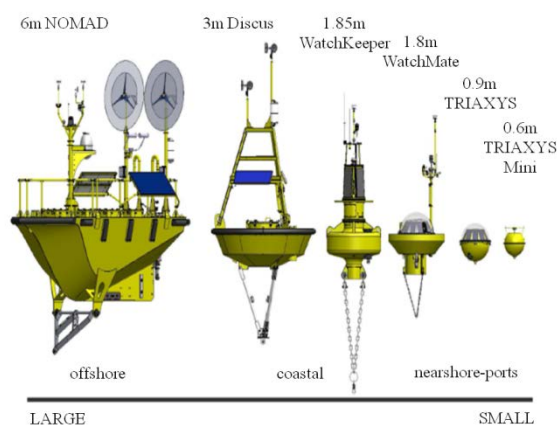 6m NOMAD
3m Discus
1.85m
WatchKeeper
1.8m
WatchMate
0.9m
TRIAXYS
0.6m
TRIAXYS
Mini
offshore
coastal
nearshore-ports
LARGE
SMALL